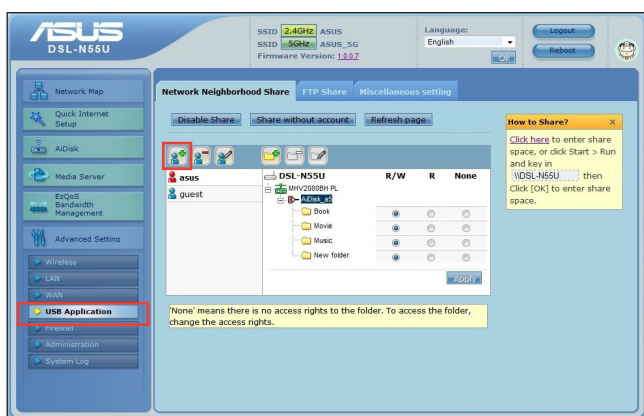 ASUS
DSL-N55U
SSID 2.4GHz ASUS
SSID 5GHz ASUS_5G
Firmware Version: 1.0.0.7
Language:
English
OK
Logout
Reboot
Network Map
Quick Internet
Setup
AiDisk
Media Server
EzQoS
Bandwidth
Management
Advanced Setting
Wireless
LAN
WAN
USB Application
Firewall
Administration
System Log
Network Neighborhood Share FTP Share Miscellaneous setting
Disable Share Share without account Refresh page
asus
guest
DSL-N55U R/W R None
MHV2080BH PL
AiDisk_a5
Book
Movie
Music
New folder
Apply
'None' means there is no access rights to the folder. To access the folder,
change the access rights.
How to Share? X
Click here to enter share
space, or click Start > Run
and key in
\\DSL-N55U then
Click [OK] to enter share
space.